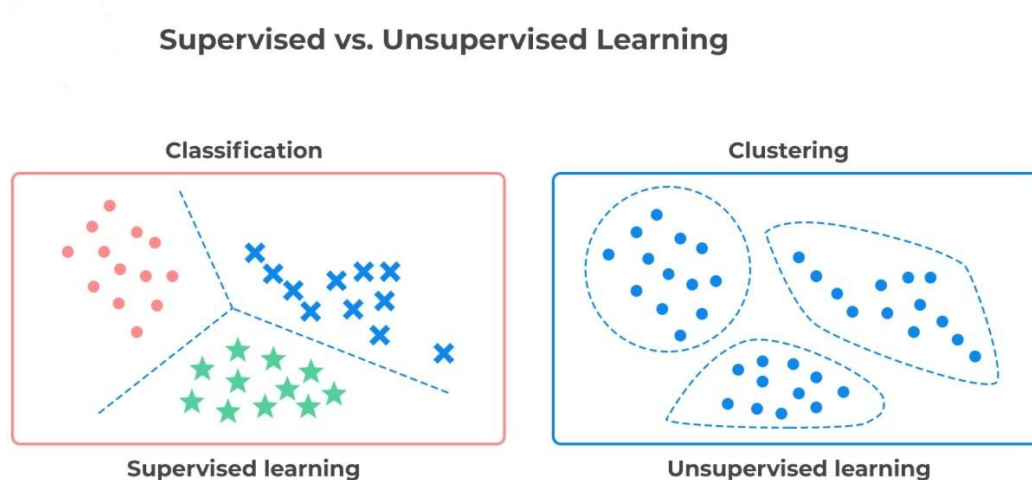 Supervised vs. Unsupervised Learning
Classification
Clustering
Supervised learning
Unsupervised learning